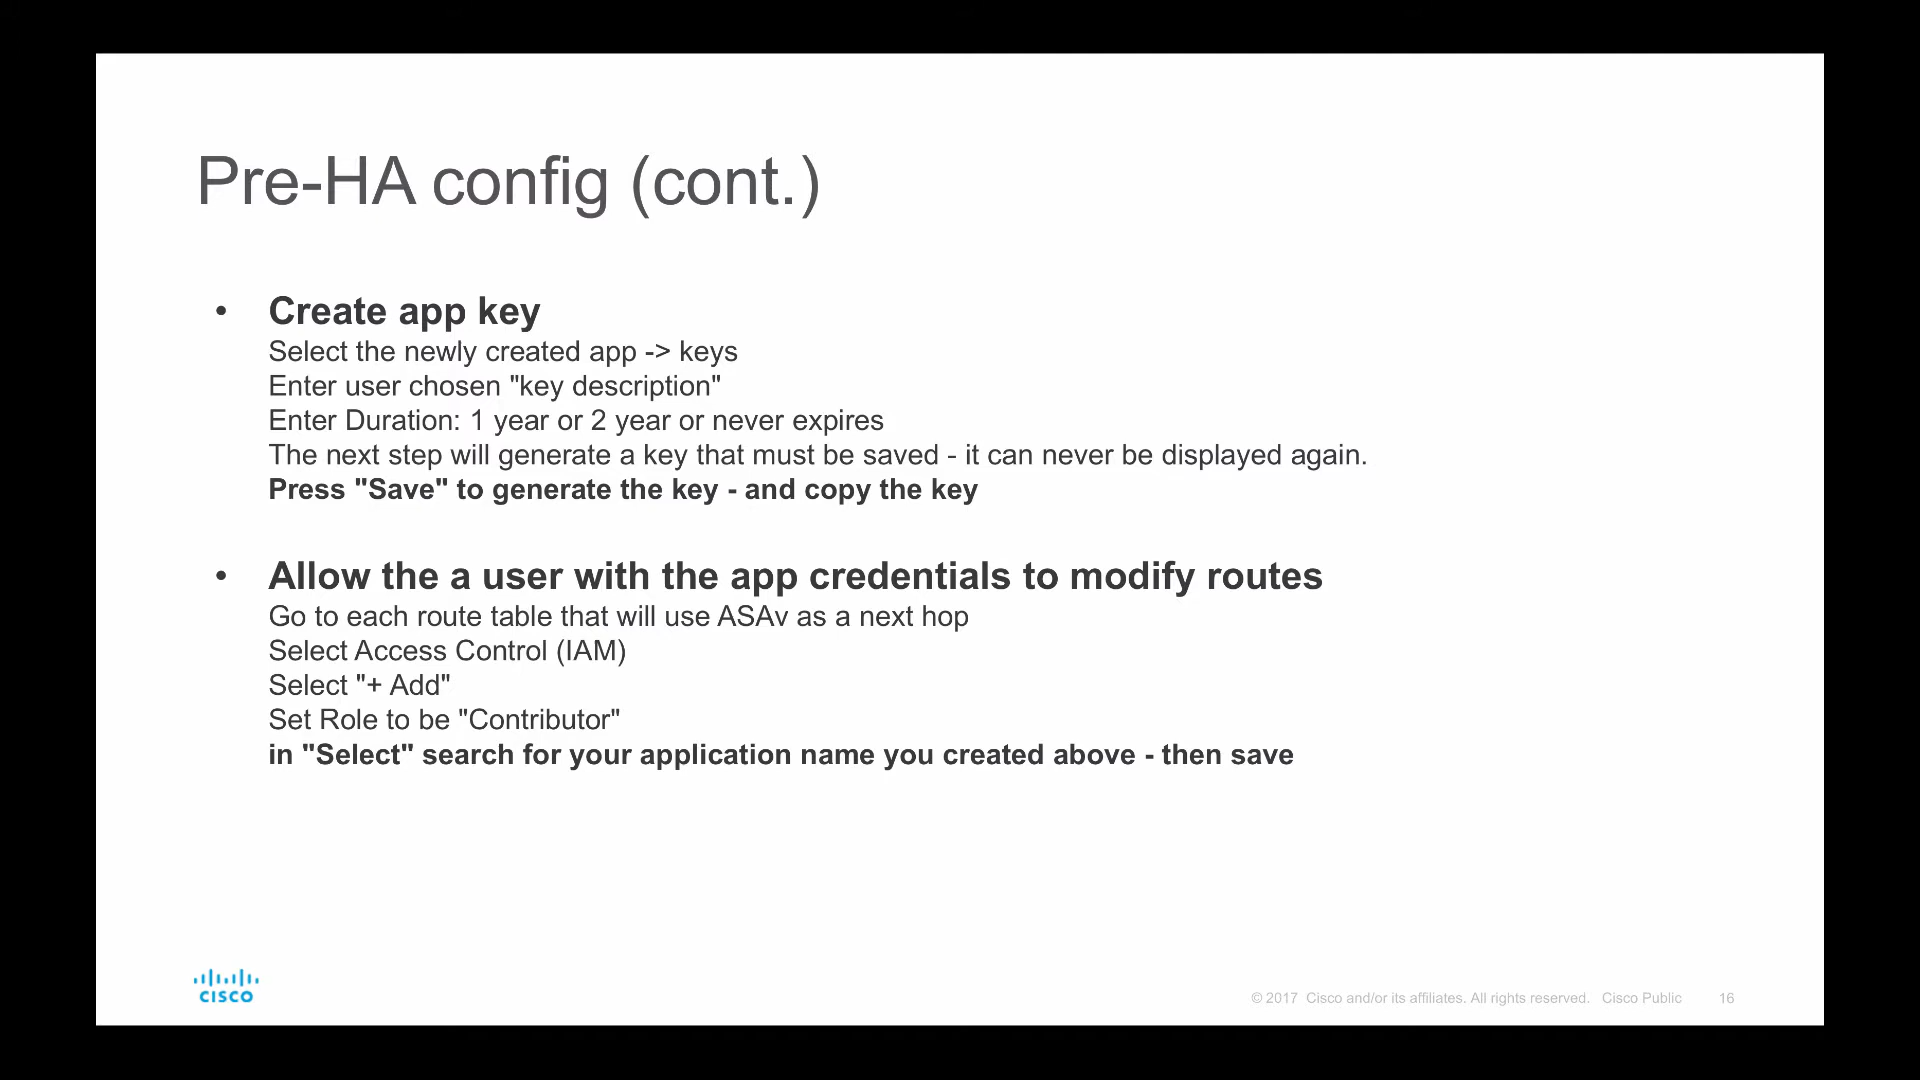 Pre-HA config (cont.)
• Create app key
Select the newly created app -> keys
Enter user chosen "key description"
Enter Duration: 1 year or 2 year or never expires
The next step will generate a key that must be saved - it can never be displayed again.
Press "Save" to generate the key - and copy the key
• Allow the a user with the app credentials to modify routes
Go to each route table that will use ASAv as a next hop
Select Access Control (IAM)
Select "+ Add"
Set Role to be "Contributor"
in "Select" search for your application name you created above - then save
CISCO
© 2017 Cisco and/or its affiliates. All rights reserved. Cisco Public 16